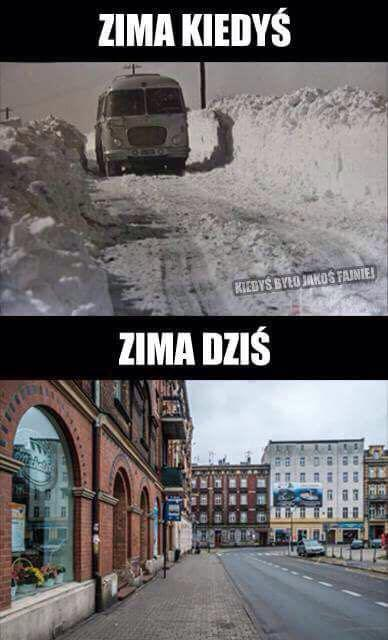 ZIMA KIEDYŚ
KIEDYŚ BYŁO JAKOŚ FAJNIEJ
ZIMA DZIŚ